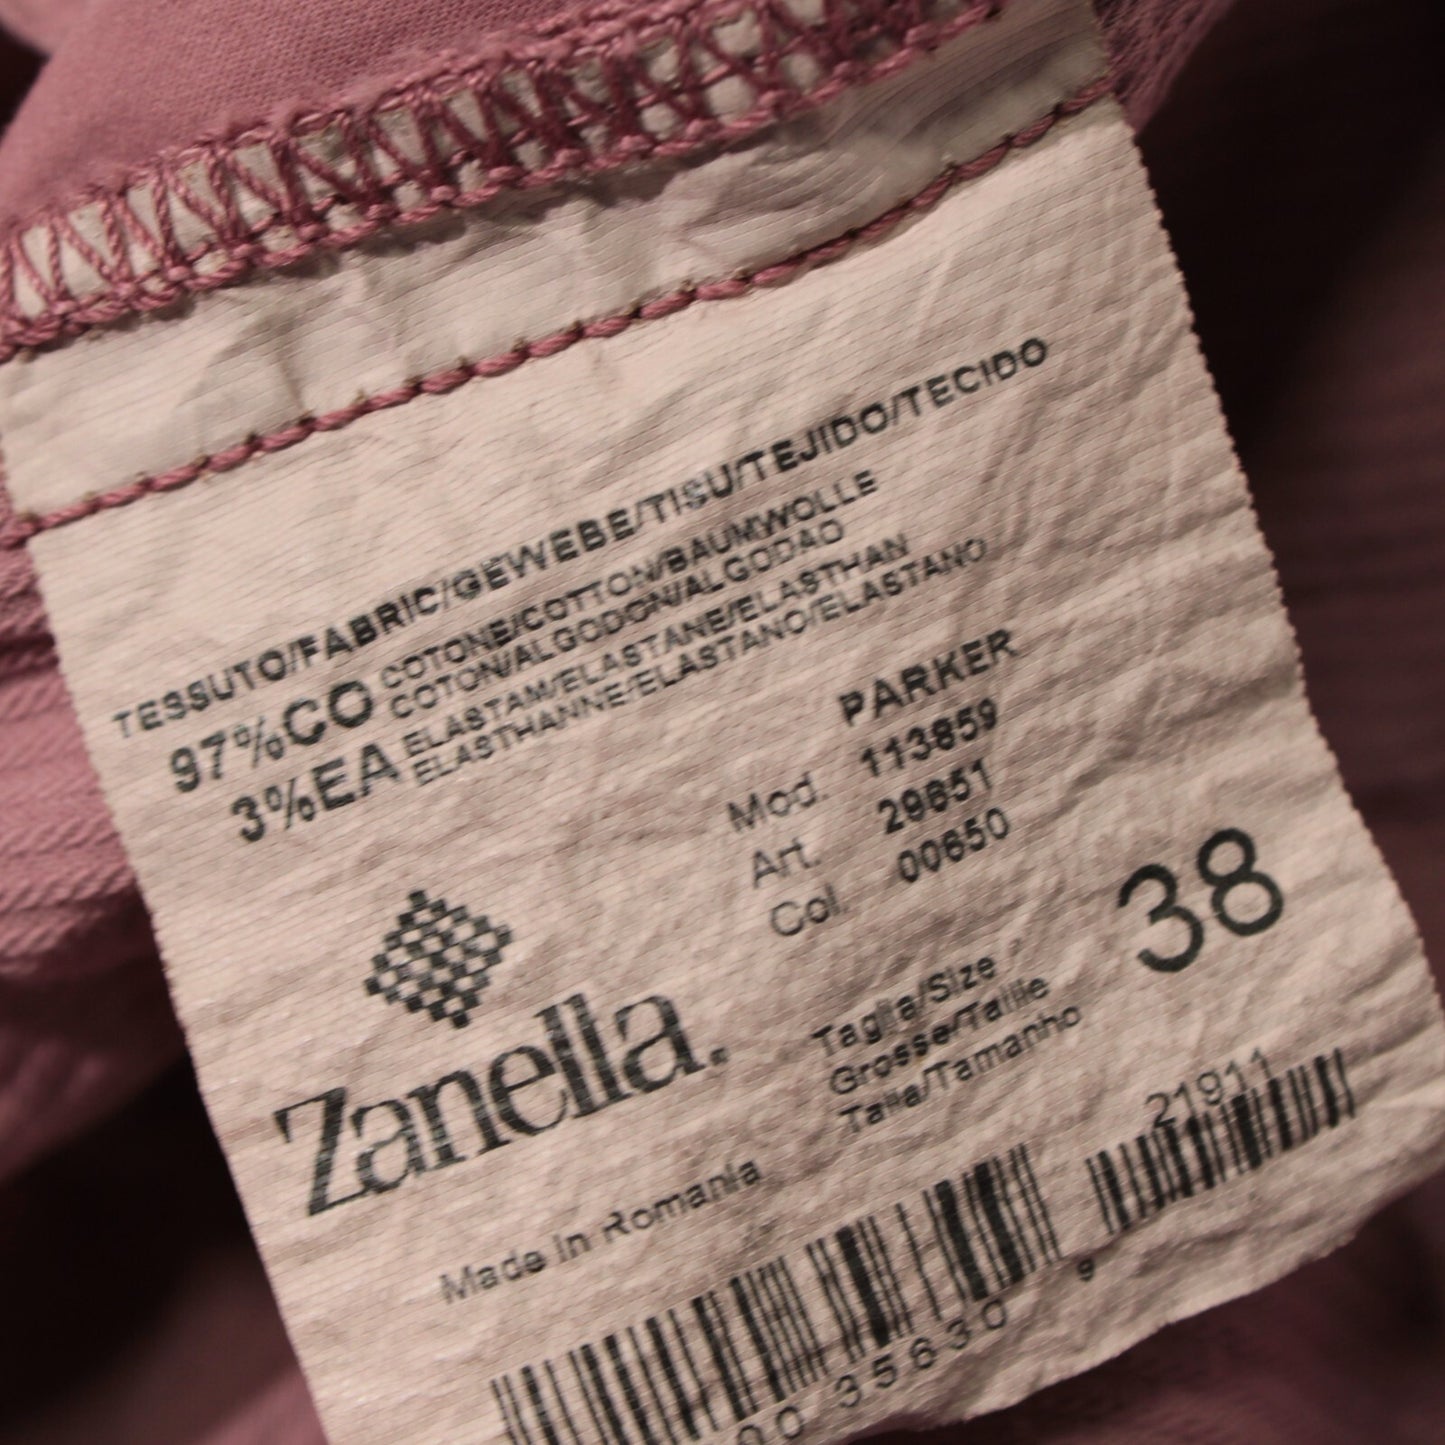 TESSUTO/FABRIC/GEWEBE/TISU/TEJIDO/TECIDO
97%CO COTONE/COTTON/BAUMWOLLE
COTON/ALGODON/ALGODAO
3%EA ELASTAM/ELASTANE/ELASTHAN
ELASTHANNE/ELASTANO/ELASTANO
PARKER
Mod. 113859
Art. 29651
Col. 00650
Zanella.
Taglia/Size
Grosse/Taille
Talla/Tamanho
38
Made in Romania
21911
00 35630 9